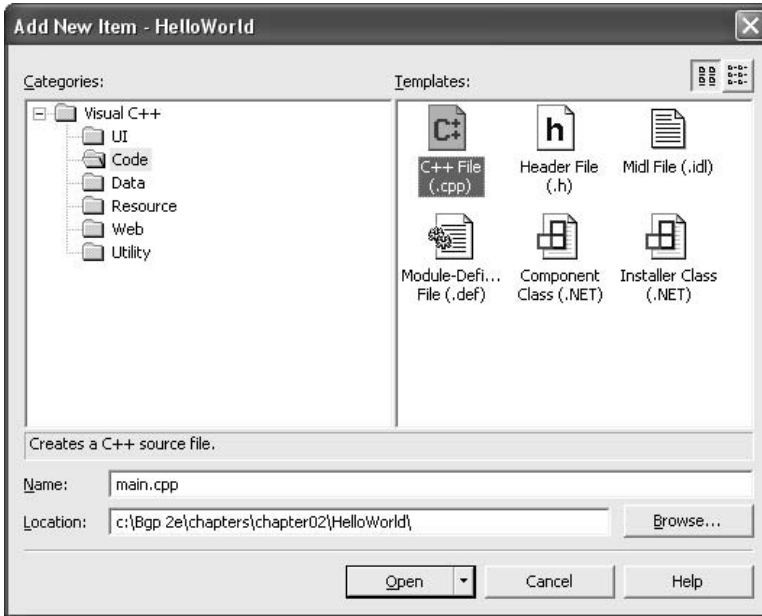 Add New Item - HelloWorld
Categories:
Templates:
Visual C++
UI
Code
Data
Resource
Web
Utility
C++ File
(.cpp)
Header File
(.h)
Midl File (.idl)
Module-Defi...
File (.def)
Component
Class (.NET)
Installer Class
(.NET)
Creates a C++ source file.
Name:
main.cpp
Location:
c:\Bgp 2e\chapters\chapter02\HelloWorld\
Browse...
Open
Cancel
Help